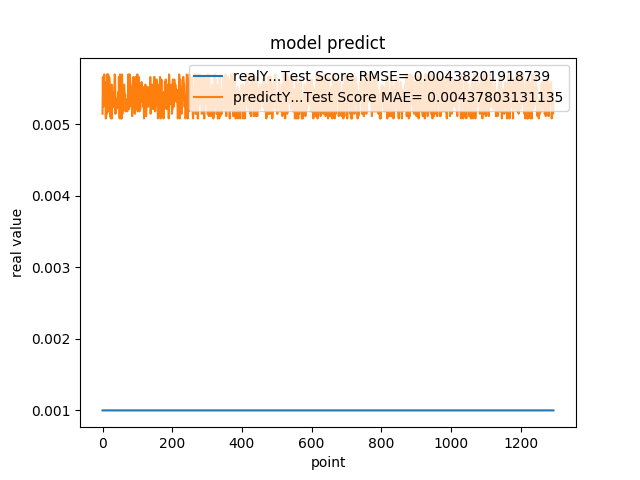 model predict
realY...Test Score RMSE= 0.00438201918739
predictY...Test Score MAE= 0.00437803131135
0.005
0.004
0.003
0.002
0.001
real value
0 200 400 600 800 1000 1200
point